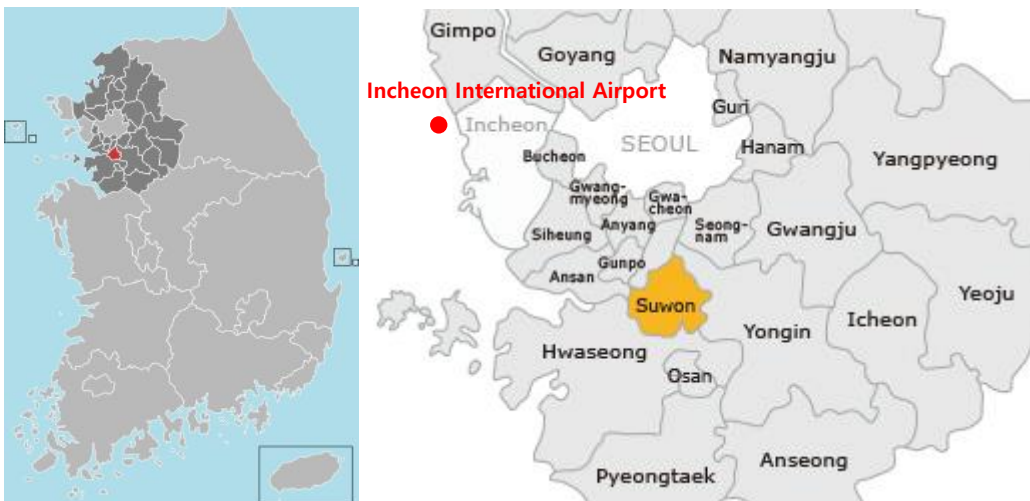 Gimpo
Goyang
Namyangju
Incheon International Airport
Guri
Incheon
SEOUL
Hanam
Bucheon
Yangpyeong
Gwang-
myeong
Gwa-
cheon
Anyang
Seong-
nam
Gwangju
Siheung
Gunpo
Ansan
Suwon
Yeoju
Icheon
Yongin
Hwaseong
Osan
Anseong
Pyeongtaek